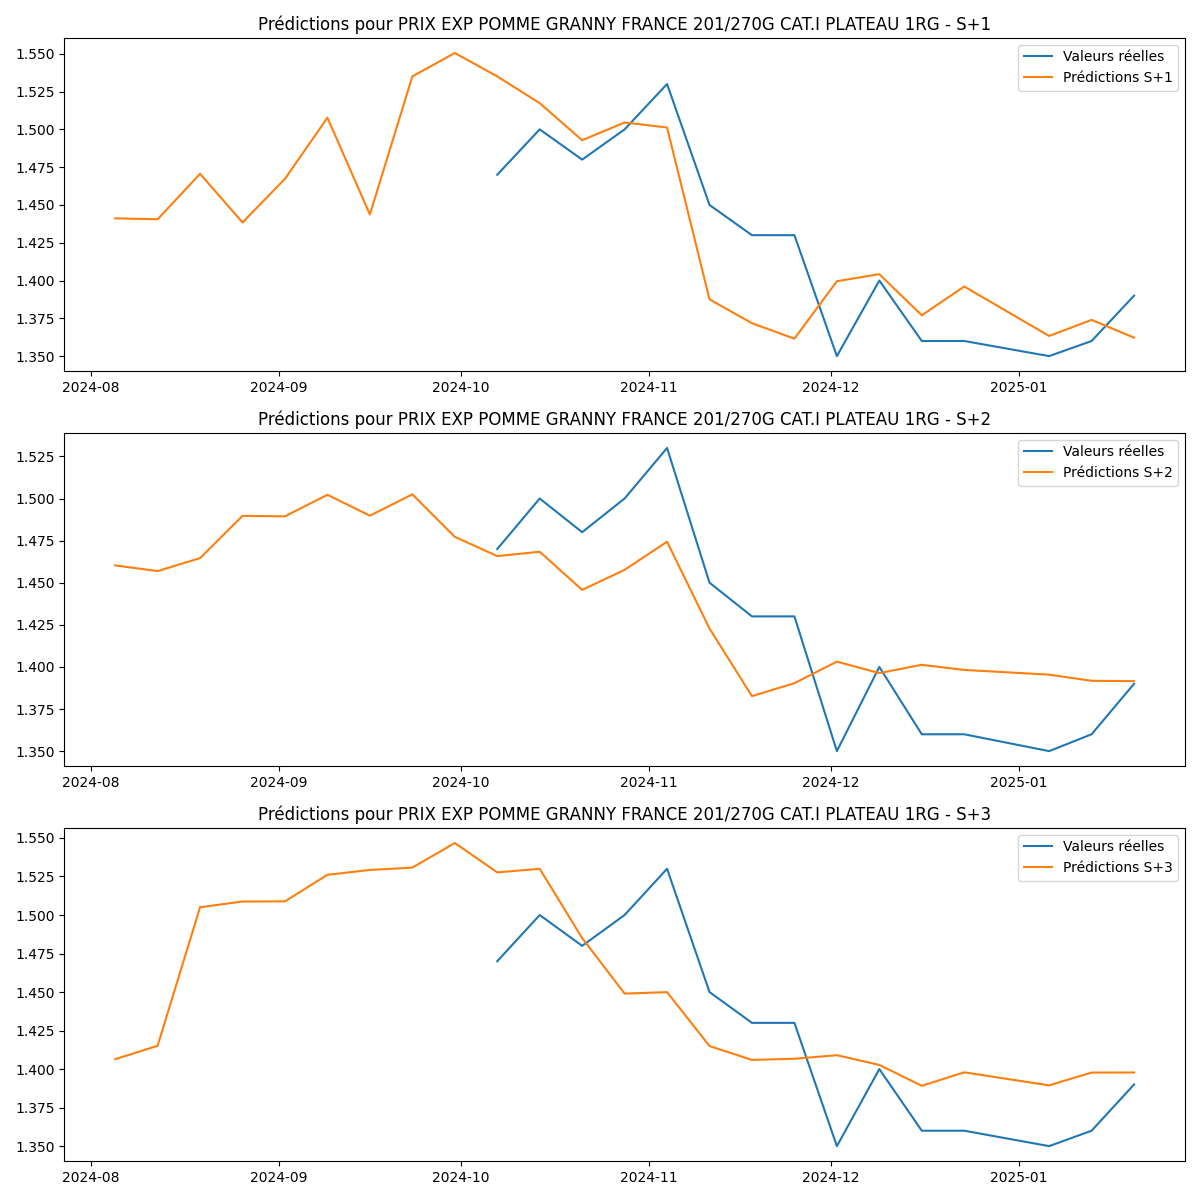 Prédictions pour PRIX EXP POMME GRANNY FRANCE 201/270G CAT.I PLATEAU 1RG - S+1
Valeurs réelles
Prédictions S+1
1.550
1.525
1.500
1.475
1.450
1.425
1.400
1.375
1.350
2024-08 2024-09 2024-10 2024-11 2024-12 2025-01
Prédictions pour PRIX EXP POMME GRANNY FRANCE 201/270G CAT.I PLATEAU 1RG - S+2
Valeurs réelles
Prédictions S+2
1.525
1.500
1.475
1.450
1.425
1.400
1.375
1.350
2024-08 2024-09 2024-10 2024-11 2024-12 2025-01
Prédictions pour PRIX EXP POMME GRANNY FRANCE 201/270G CAT.I PLATEAU 1RG - S+3
Valeurs réelles
Prédictions S+3
1.550
1.525
1.500
1.475
1.450
1.425
1.400
1.375
1.350
2024-08 2024-09 2024-10 2024-11 2024-12 2025-01